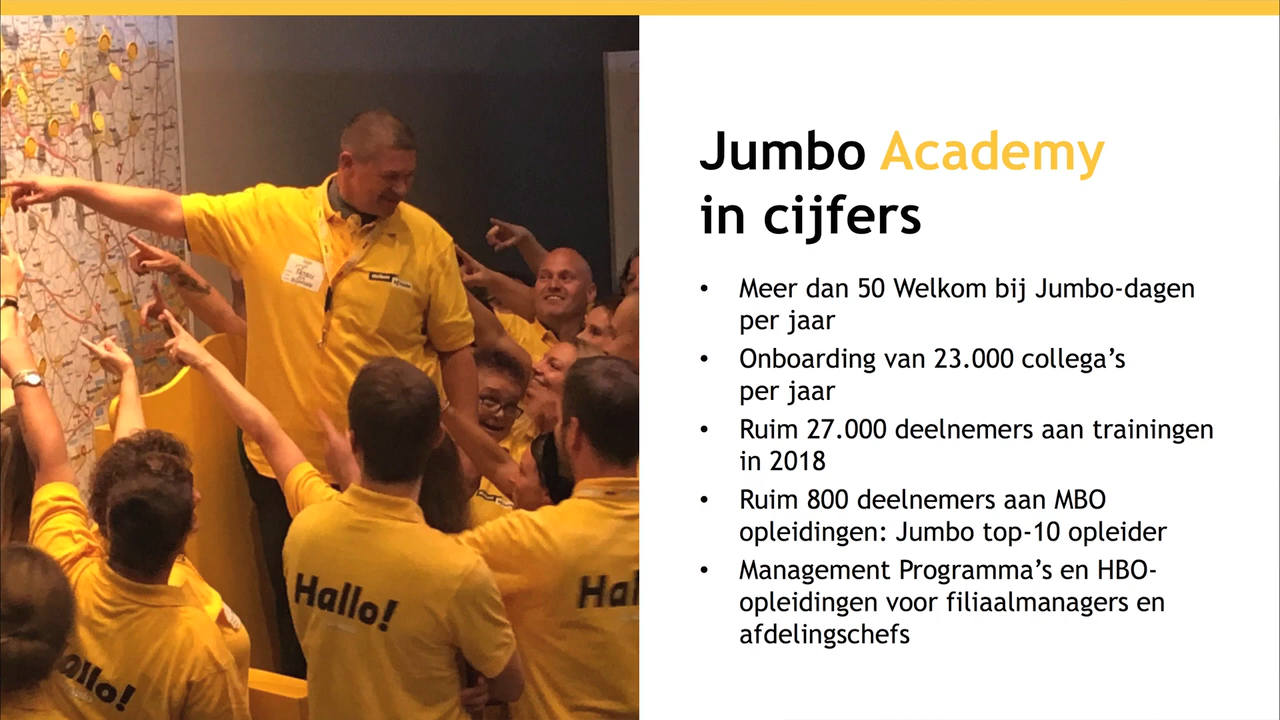 Jumbo Academy
in cijfers
• Meer dan 50 Welkom bij Jumbo-dagen
per jaar
• Onboarding van 23.000 collega’s
per jaar
• Ruim 27.000 deelnemers aan trainingen
in 2018
• Ruim 800 deelnemers aan MBO
opleidingen: Jumbo top-10 opleider
• Management Programma’s en HBO-
opleidingen voor filiaalmanagers en
afdelingschefs
Hallo!
Hal
allo!